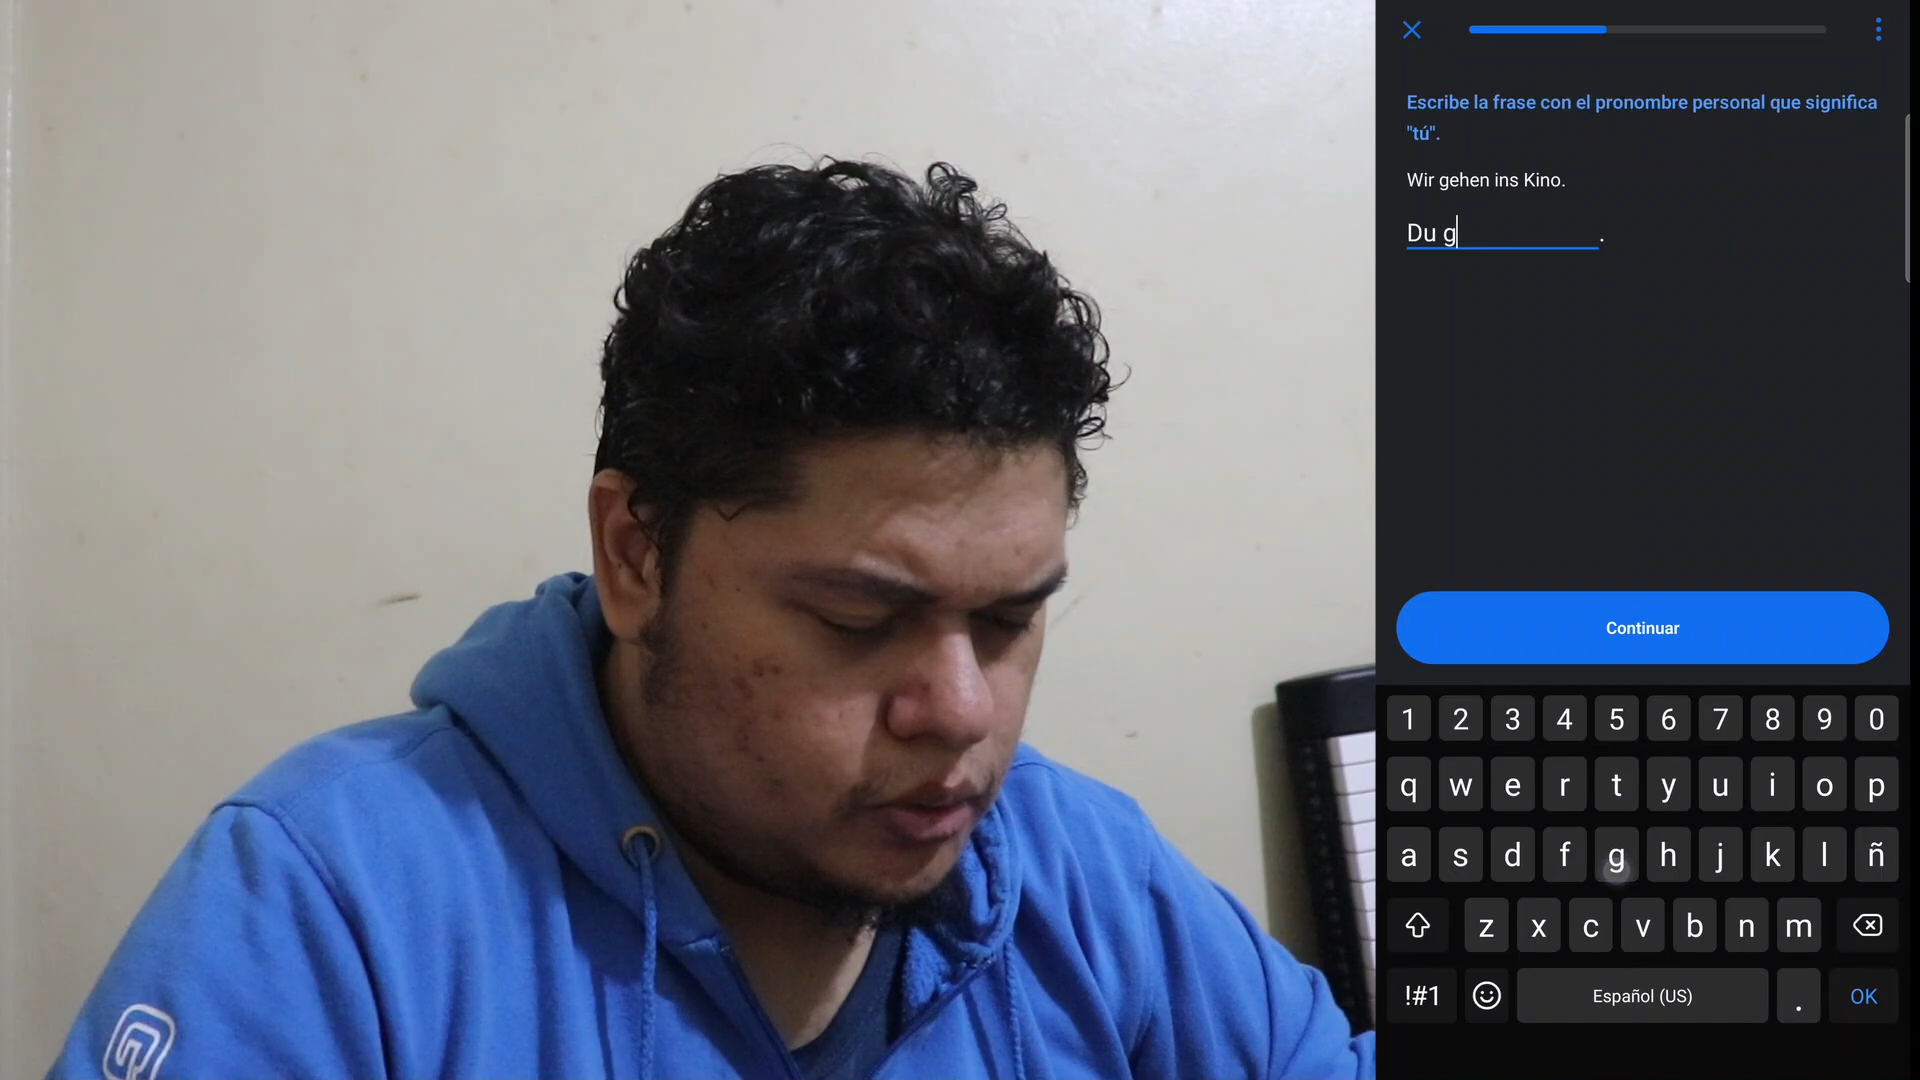 Escribe la frase con el pronombre personal que significa
"tú".
Wir gehen ins Kino.
Du g .
Continuar
1 2 3 4 5 6 7 8 9 0
q w e r t y u i o p
a s d f g h j k l ñ
z x c v b n m
!#1 Español (US) . OK